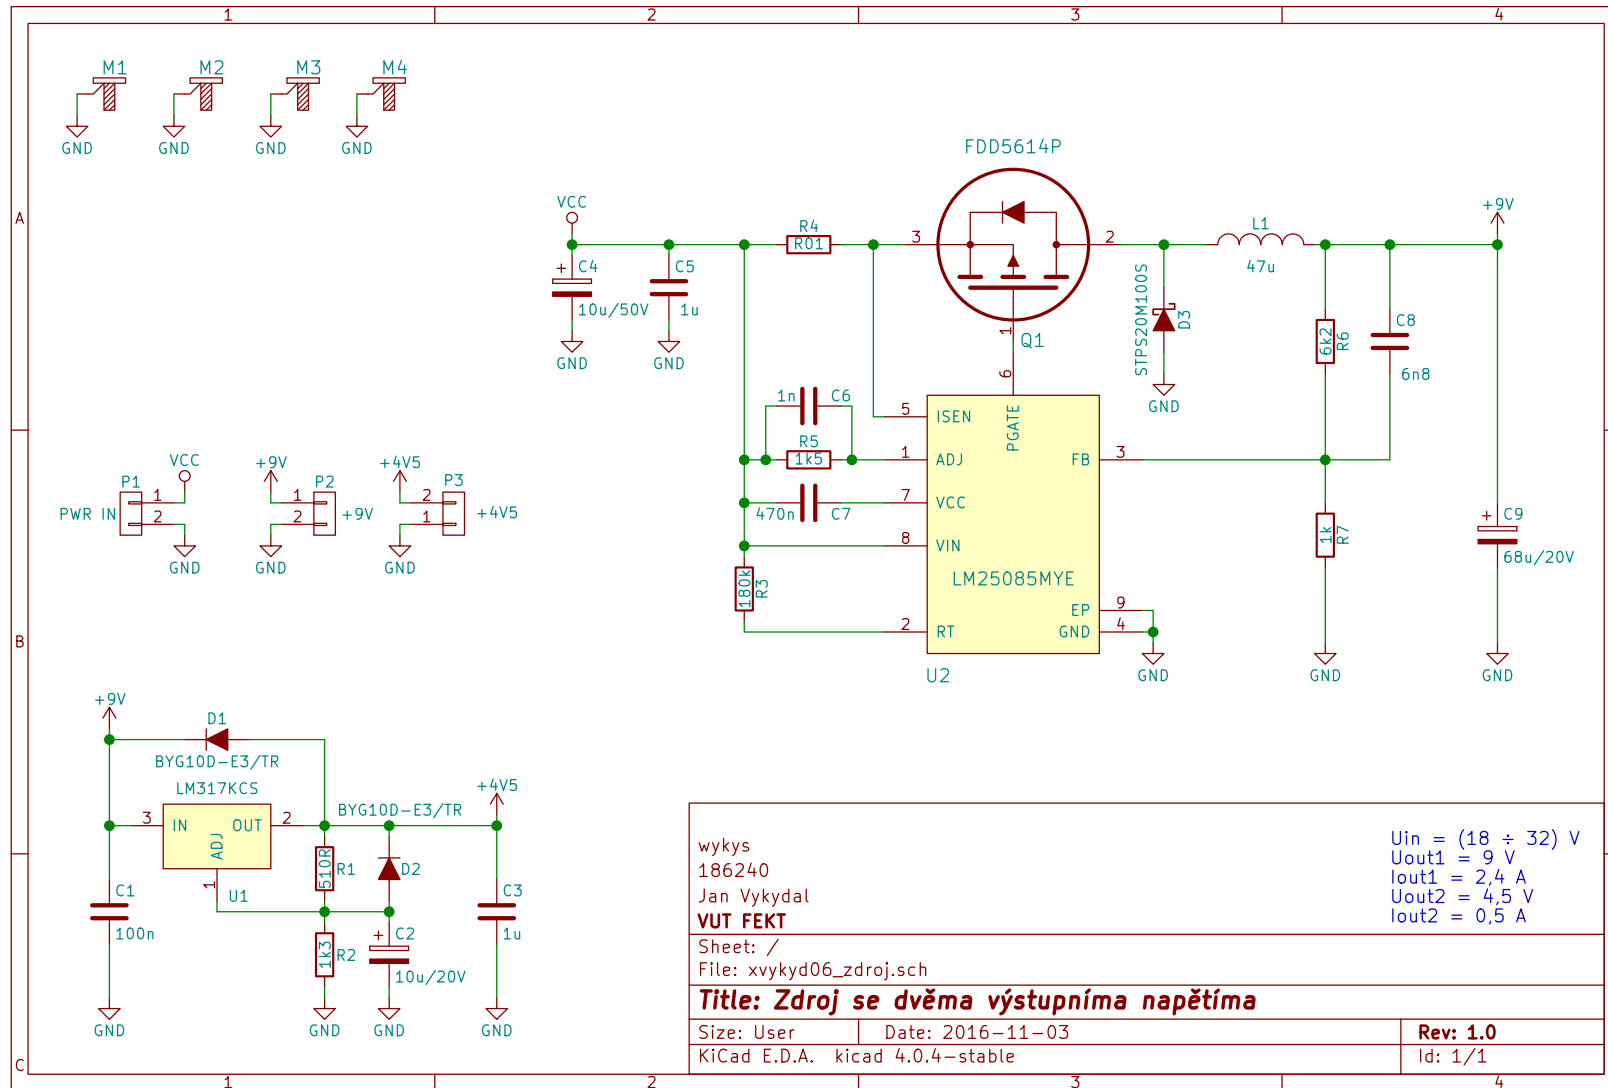 1 2 3 4
M1 M2 M3 M4
GND GND GND GND
FDD5614P
A
VCC
R4
R01
3
2
L1
47u
+9V
+ C4
10u/50V
C5
1u
GND GND
1
Q1
6
STPS20M100S
D3
GND
6k2
R6
C8
6n8
1n C6
R5
1k5
470n C7
180k
R3
5 ISEN
1 ADJ
7 VCC
8 VIN
2 RT
PGATE
FB 3
LM25085MYE
EP 9
GND 4
U2
GND
1k
R7
GND
+ C9
68u/20V
GND
P1
VCC
1
2
PWR IN
GND
+9V
P2
1
2
+9V
GND
+4V5
P3
2
1
+4V5
GND
B
+9V
D1
BYG10D-E3/TR
LM317KCS
3 IN OUT 2
ADJ
1
U1
BYG10D-E3/TR
+4V5
510R
R1
D2
C1
100n
1k3
R2
+ C2
10u/20V
C3
1u
GND GND GND GND
C
wykys
186240
Jan Vykydal
VUT FEKT
Uin = (18 ÷ 32) V
Uout1 = 9 V
Iout1 = 2,4 A
Uout2 = 4,5 V
Iout2 = 0,5 A
Sheet: /
File: xvykyd06_zdroj.sch
Title: Zdroj se dvěma výstupníma napětíma
Size: User Date: 2016-11-03 Rev: 1.0
KiCad E.D.A. kicad 4.0.4-stable Id: 1/1
1 2 3 4